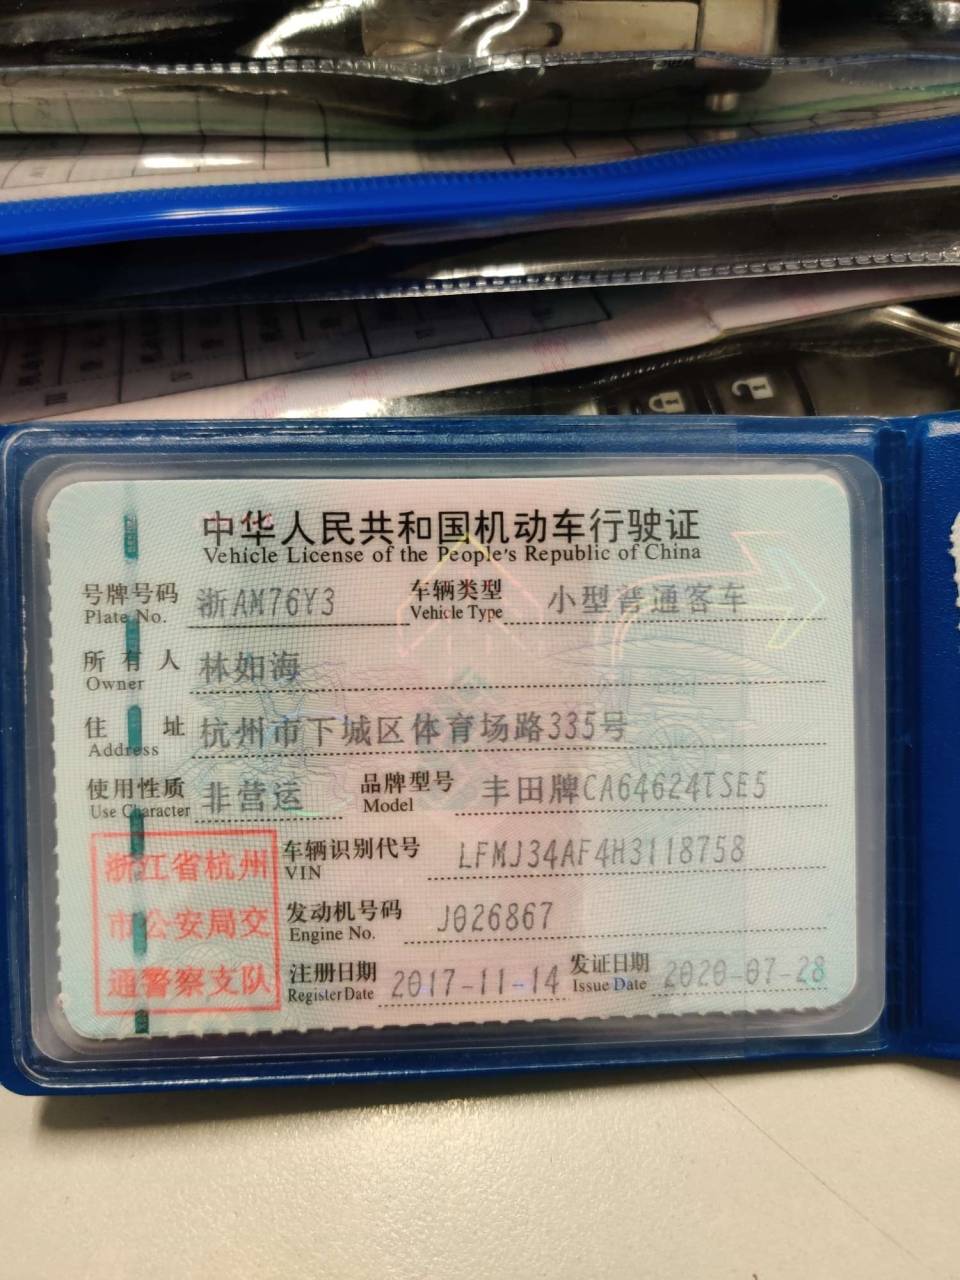 中华人民共和国机动车行驶证
Vehicle License of the People's Republic of China
号牌号码 浙AM76Y3 车辆类型 小型普通客车
Plate No. Vehicle Type
所有人 林如海
Owner
住址 杭州市下城区体育场路335号
Address
使用性质 非营运 品牌型号 丰田牌CA64624TSE5
Use Character Model
浙江省杭州
市公安局交
通警察支队
车辆识别代号 LFMJ34AF4H3118758
VIN
发动机号码 J026867
Engine No.
注册日期 2017-11-14 发证日期 2020-07-28
Register Date Issue Date